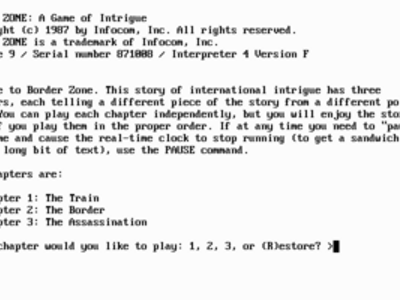 ZONE: A Game of Intrigue
ght (c) 1987 by Infocom, Inc. All rights reserved.
ZONE is a trademark of Infocom, Inc.
e 9 / Serial number 871008 / Interpreter 4 Version F
e to Border Zone. This story of international intrigue has three
rs, each telling a different piece of the story from a different po
You can play each chapter independently, but you will enjoy the sto
f you play them in the proper order. If at any time you need to "pa
me and cause the real-time clock to stop running (to get a sandwich
long bit of text), use the PAUSE command.
apters are:
pter 1: The Train
pter 2: The Border
pter 3: The Assassination
chapter would you like to play: 1, 2, 3, or (R)estore? >